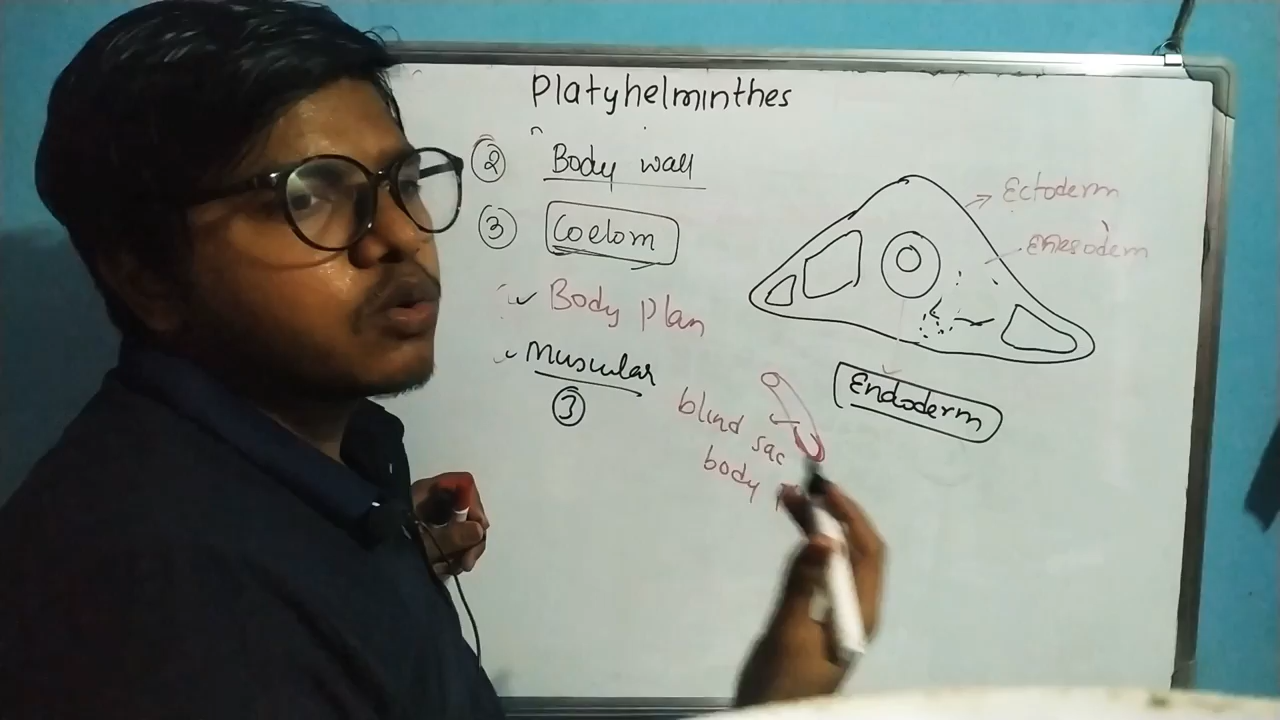 Platyhelminthes
② Body wall
③ Coelom
✓ Body plan
✓ Muscular
③
Ectoderm
Mesoderm
Endoderm
blind sac
body